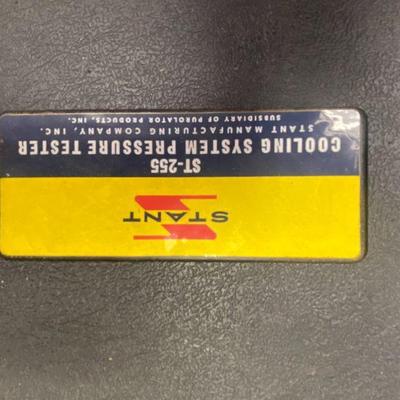 STANT
ST-255
COOLING SYSTEM PRESSURE TESTER
STANT MANUFACTURING COMPANY, INC.
SUBSIDIARY OF PUROLATOR PRODUCTS, INC.